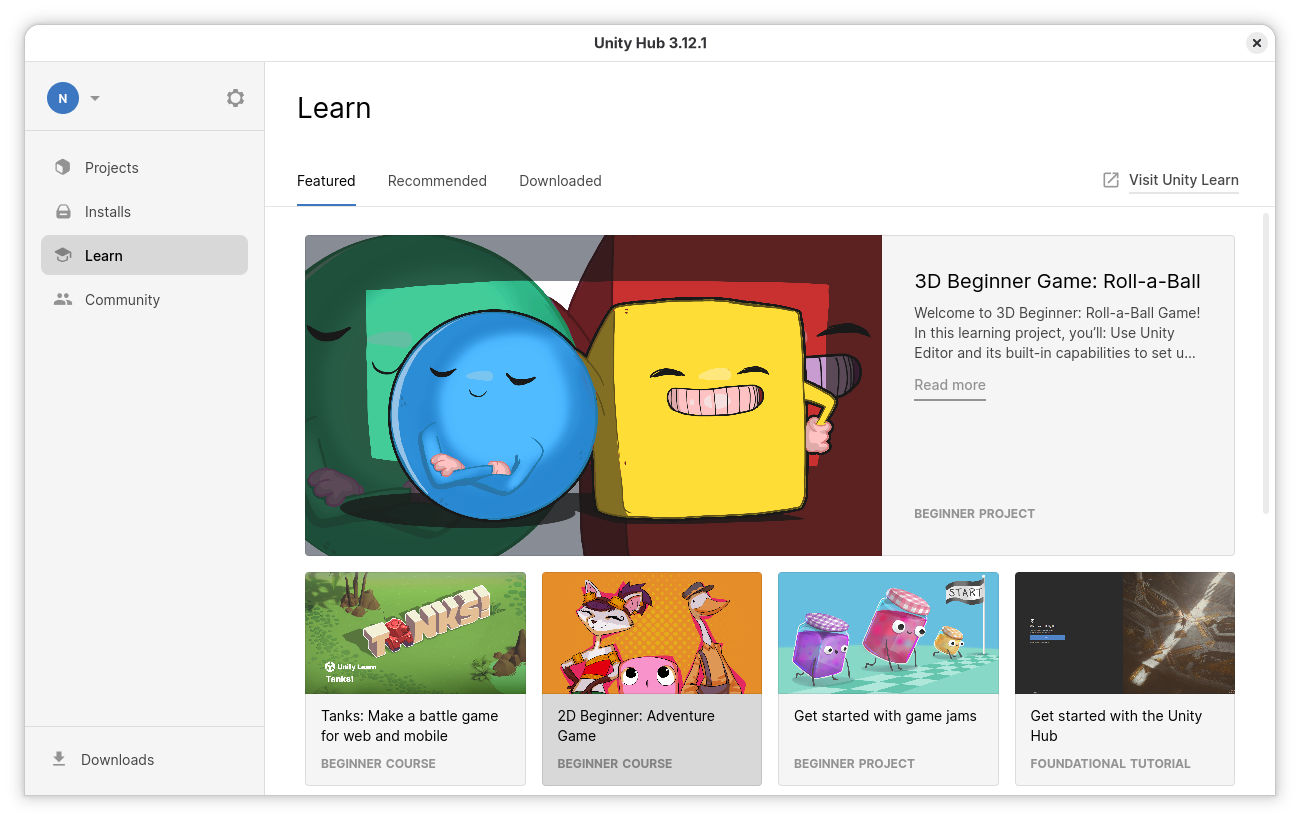 Unity Hub 3.12.1
N
Projects
Installs
Learn
Community
Downloads
Learn
Featured
Recommended
Downloaded
Visit Unity Learn
3D Beginner Game: Roll-a-Ball
Welcome to 3D Beginner: Roll-a-Ball Game!
In this learning project, you'll: Use Unity
Editor and its built-in capabilities to set u...
Read more
BEGINNER PROJECT
TANKS!
Unity Learn
Tanks!
Tanks: Make a battle game
for web and mobile
BEGINNER COURSE
2D Beginner: Adventure
Game
BEGINNER COURSE
START
Get started with game jams
BEGINNER PROJECT
Get started with the Unity
Hub
FOUNDATIONAL TUTORIAL